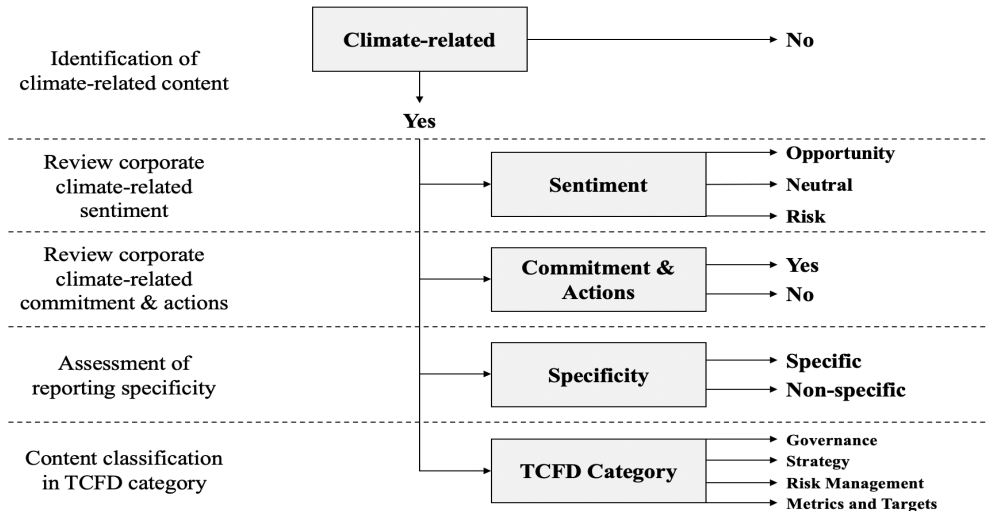 Identification of
climate-related content
Climate-related
No
Yes
Review corporate
climate-related
sentiment
Sentiment
Opportunity
Neutral
Risk
Review corporate
climate-related
commitment & actions
Commitment &
Actions
Yes
No
Assessment of
reporting specificity
Specificity
Specific
Non-specific
Content classification
in TCFD category
TCFD Category
Governance
Strategy
Risk Management
Metrics and Targets